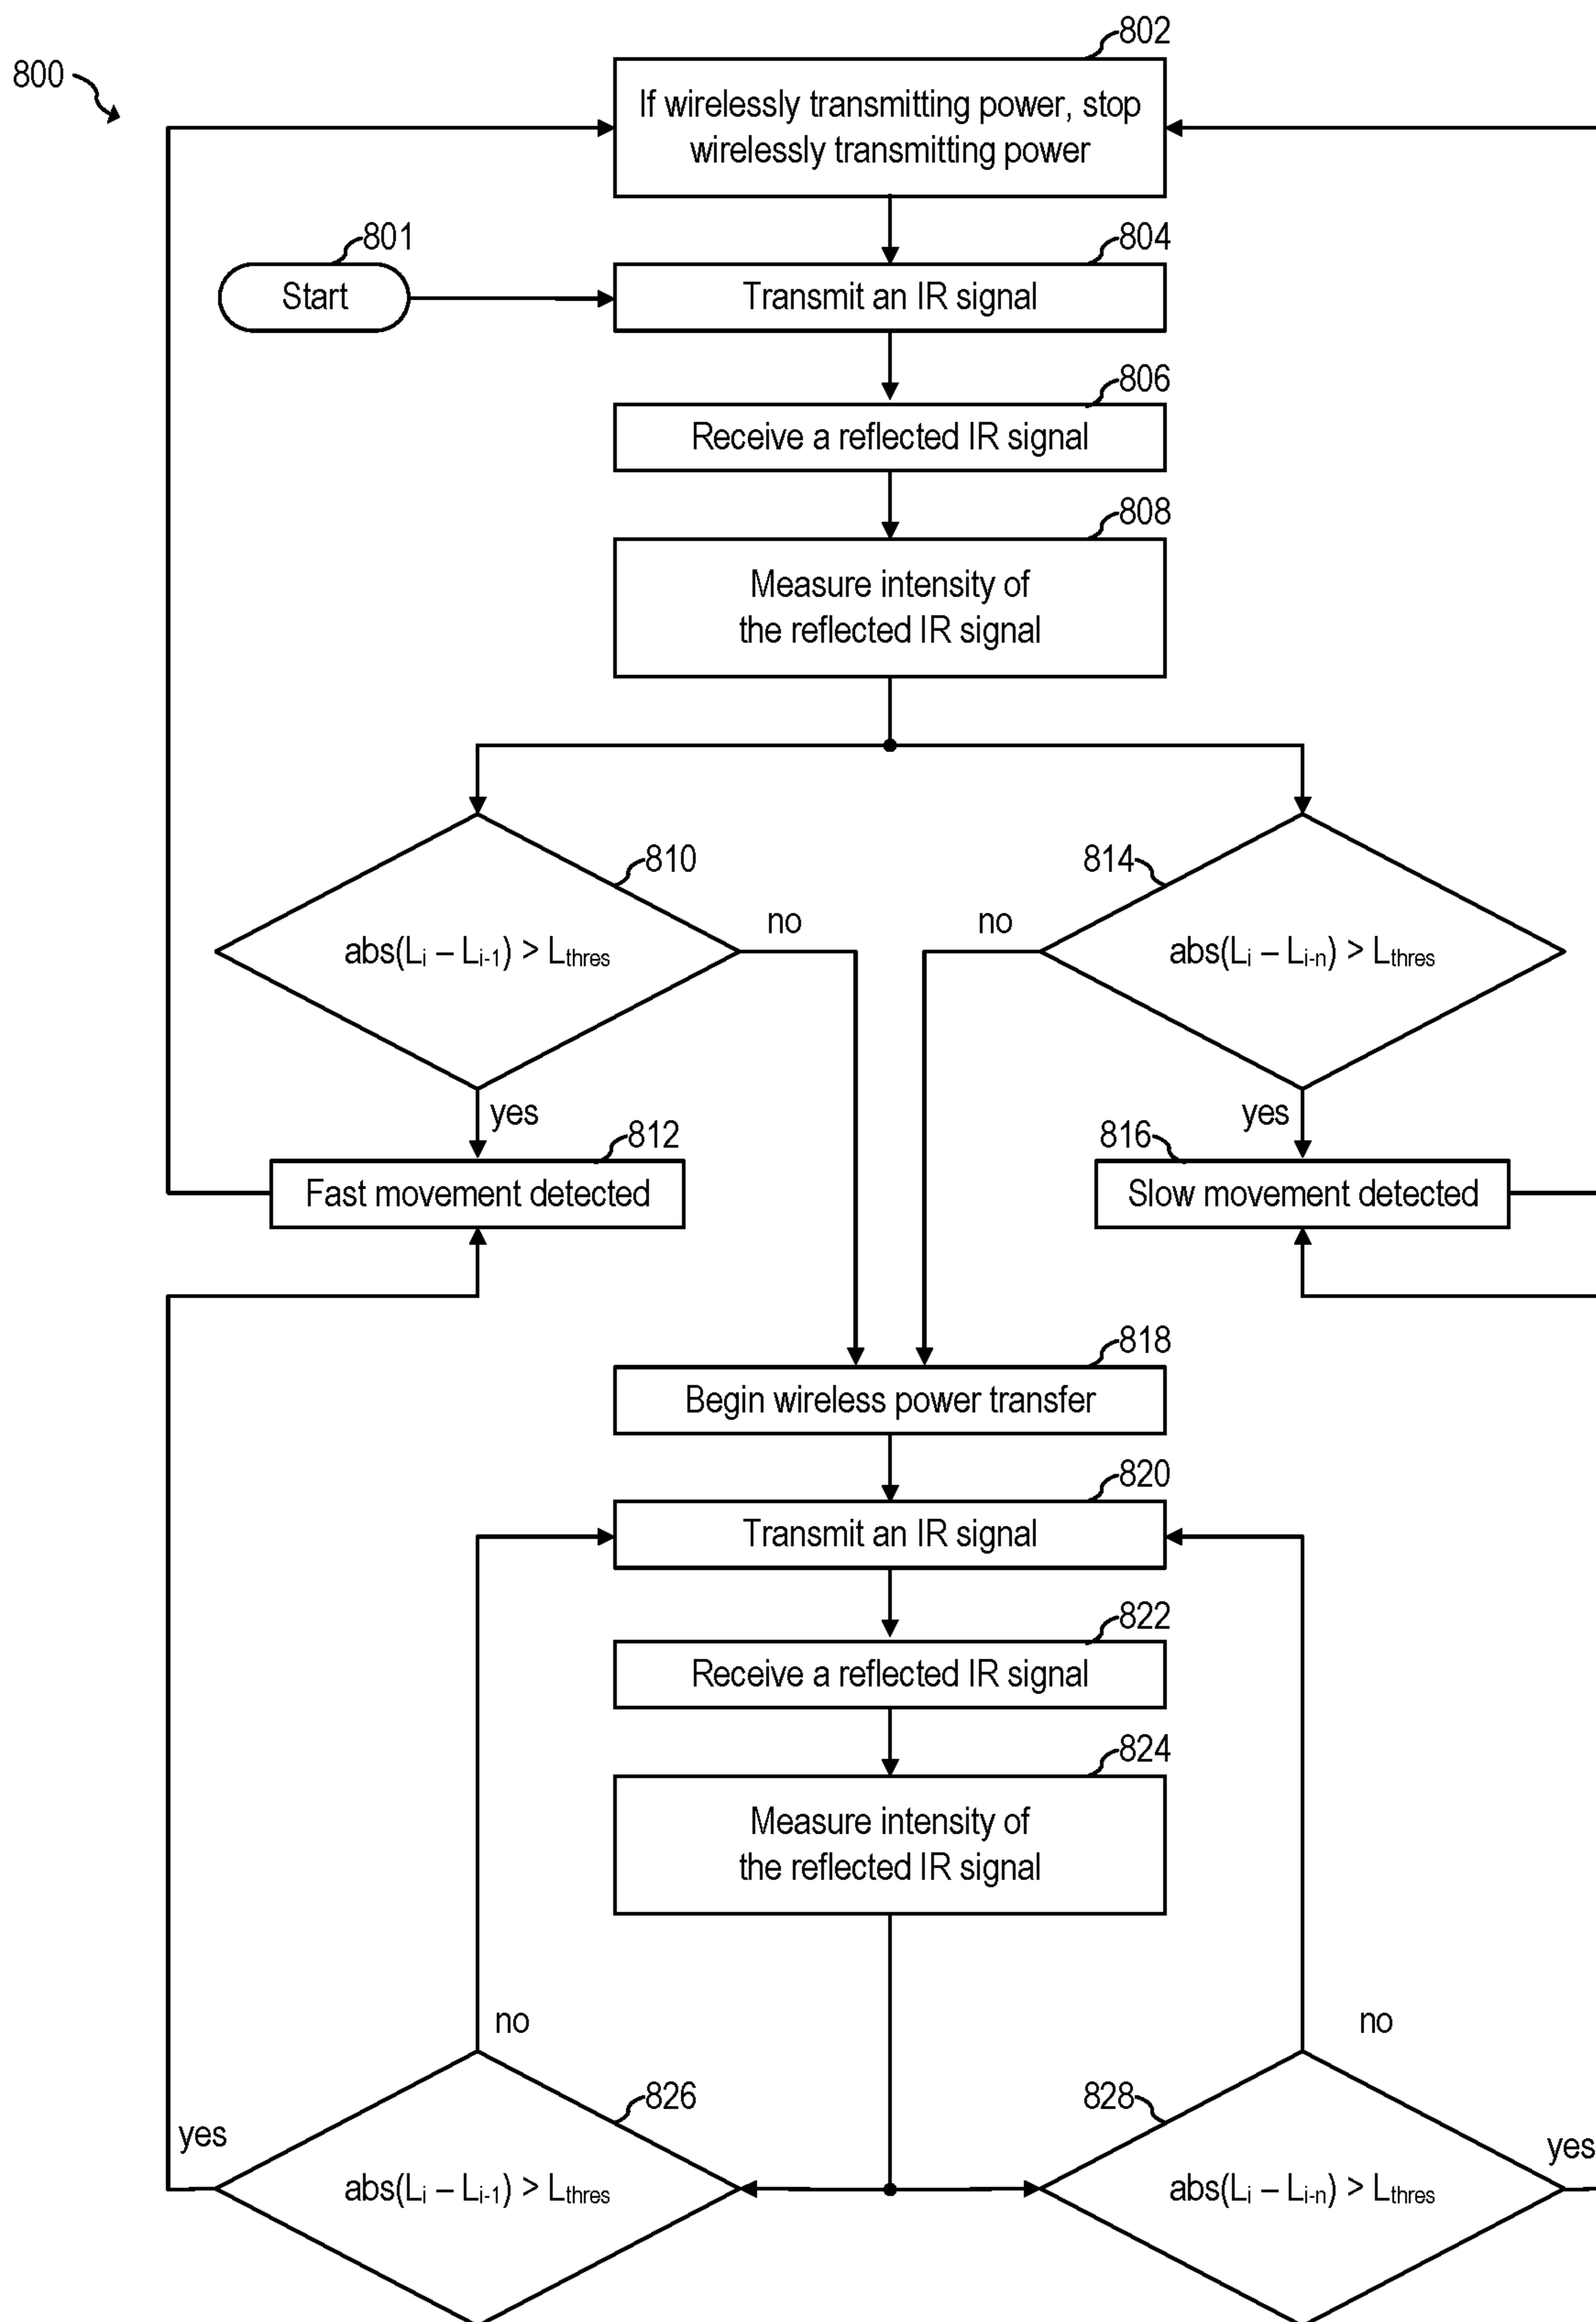 800
802
If wirelessly transmitting power, stop
wirelessly transmitting power
801
Start
804
Transmit an IR signal
806
Receive a reflected IR signal
808
Measure intensity of
the reflected IR signal
810
abs(Li – Li-1) > Lthres
no
yes
814
abs(Li – Li-n) > Lthres
no
yes
812
Fast movement detected
816
Slow movement detected
818
Begin wireless power transfer
820
Transmit an IR signal
822
Receive a reflected IR signal
824
Measure intensity of
the reflected IR signal
no
826
yes
abs(Li – Li-1) > Lthres
no
828
yes
abs(Li – Li-n) > Lthres